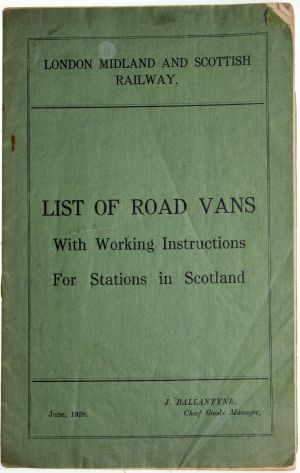 LONDON MIDLAND AND SCOTTISH
RAILWAY.
LIST OF ROAD VANS
With Working Instructions
For Stations in Scotland
J. BALLANTYNE,
June, 1928.
Chief Goods Manager.